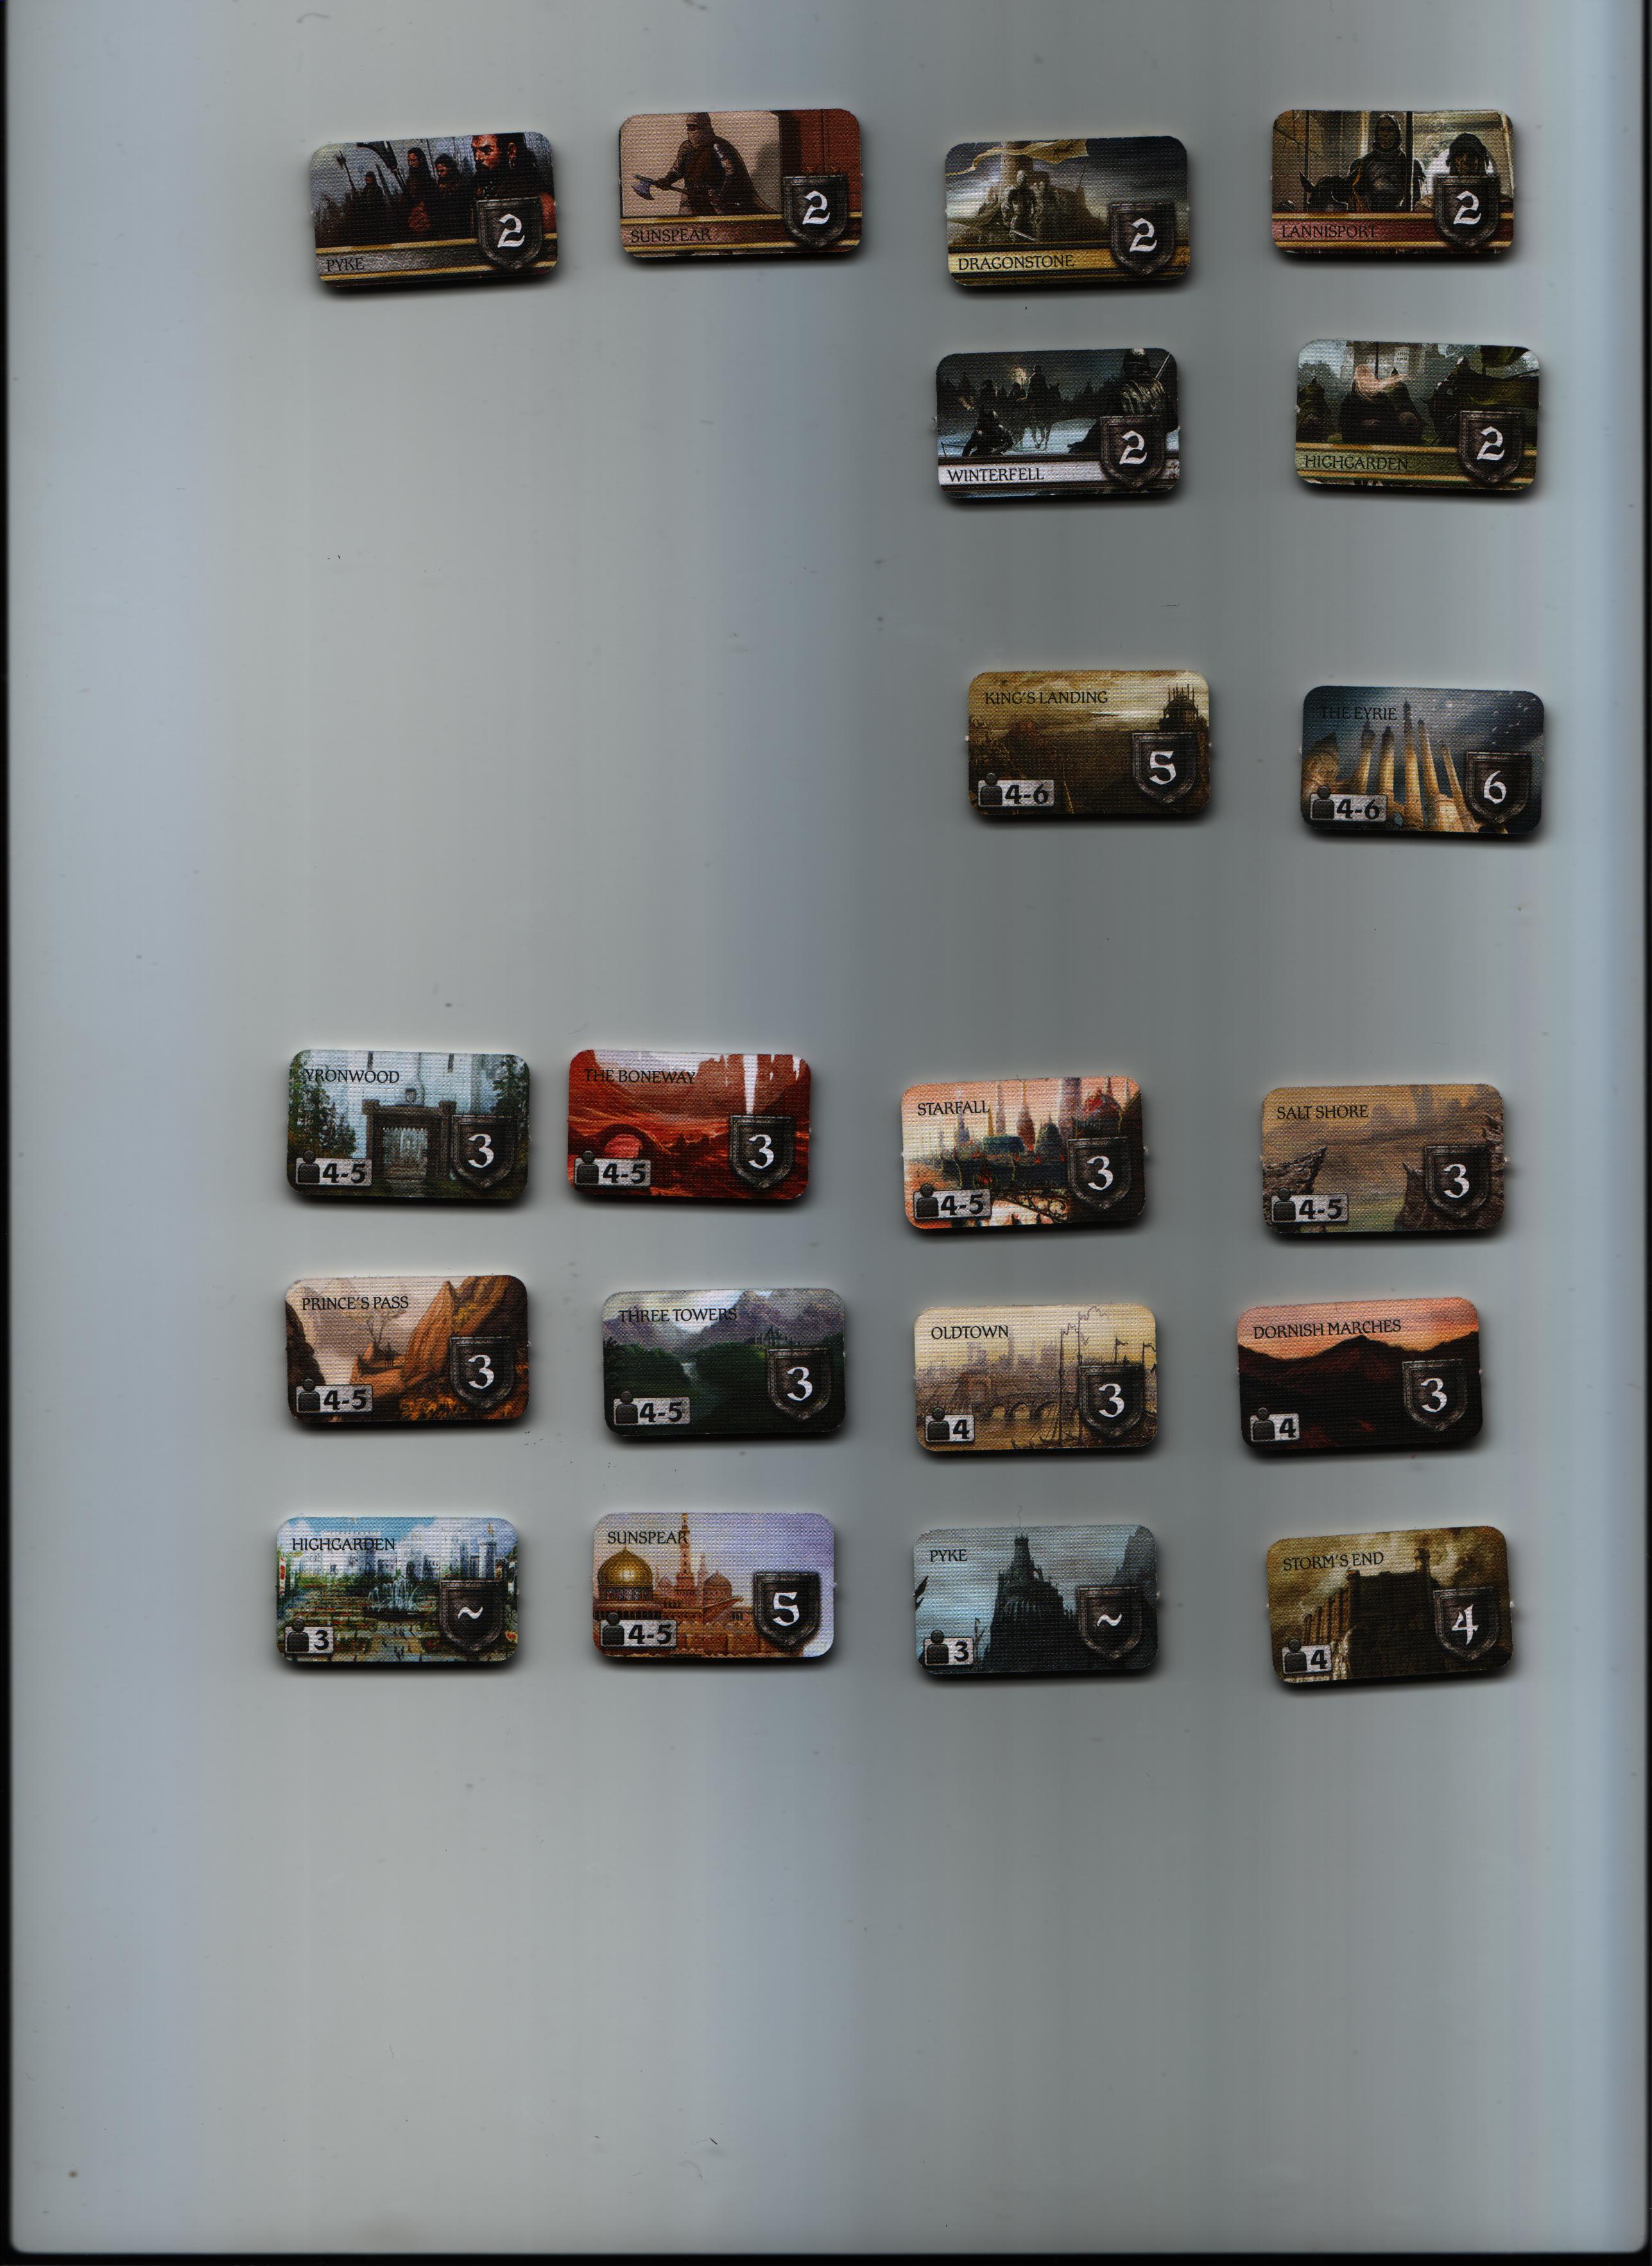 PYKE
2
SUNSPEAR
2
DRAGONSTONE
2
LANNISPORT
2
WINTERFELL
2
HIGHGARDEN
2
KING'S LANDING
4-6
5
THE EYRIE
4-6
6
YRONWOOD
4-5
3
THE BONEWAY
4-5
3
STARFALL
4-5
3
SALT SHORE
4-5
3
PRINCE'S PASS
4-5
3
THREE TOWERS
4-5
3
OLDTOWN
4
3
DORNISH MARCHES
4
3
HIGHGARDEN
3
~
SUNSPEAR
4-5
5
PYKE
3
~
STORM'S END
4
4